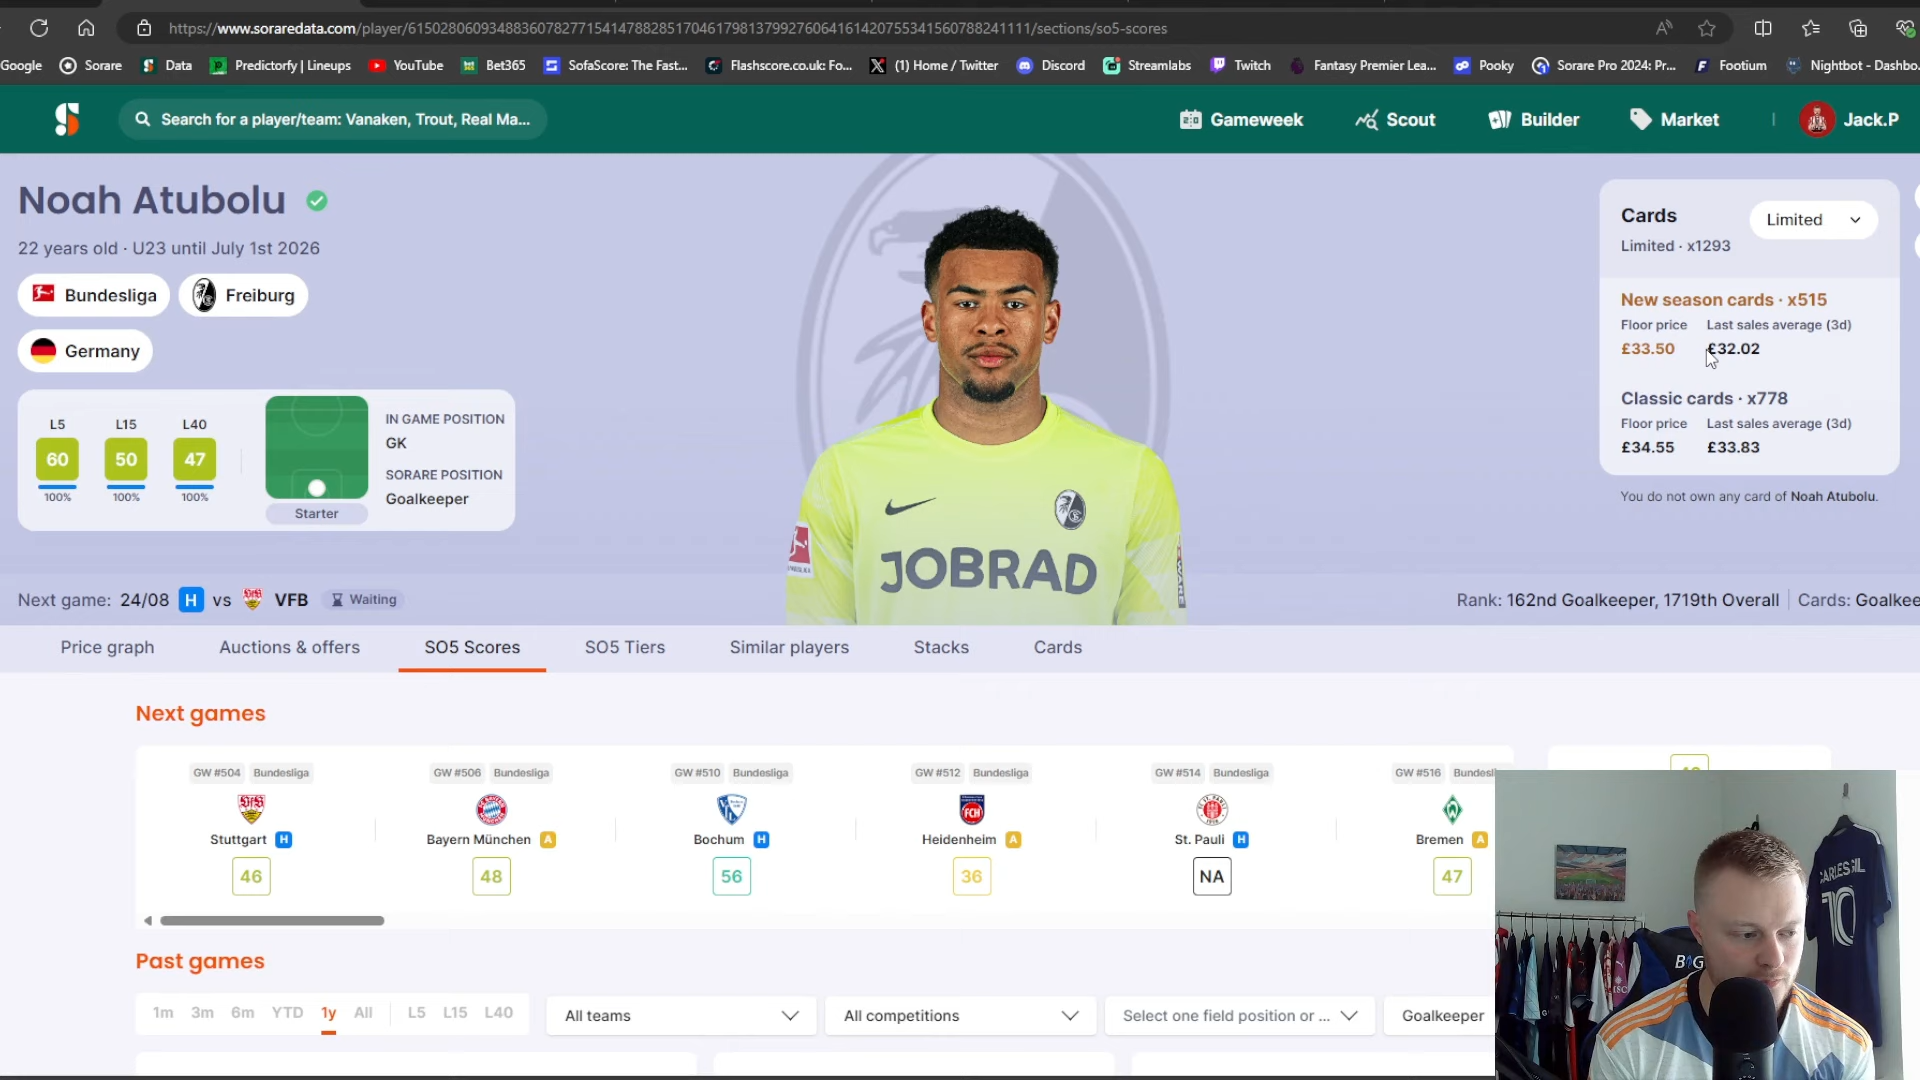 https://www.soraredata.com/player/61502806093488360782771541478828517046179813799276064161420755341560788241111/sections/so5-scores
Google Sorare Data Predictorfy | Lineups YouTube Bet365 SofaScore: The Fast... Flashscore.co.uk: Fo... (1) Home / Twitter Discord Streamlabs Twitch Fantasy Premier Lea... Pooky Sorare Pro 2024: Pr... Footium Nightbot - Dashbo...
Search for a player/team: Vanaken, Trout, Real Ma... Gameweek Scout Builder Market Jack.P
Noah Atubolu
22 years old · U23 until July 1st 2026
Bundesliga Freiburg
Germany
L5 L15 L40
60 50 47
100% 100% 100%
Starter
IN GAME POSITION
GK
SORARE POSITION
Goalkeeper
JOBRAD
Cards Limited
Limited · x1293
New season cards · x515
Floor price Last sales average (3d)
£33.50 £32.02
Classic cards · x778
Floor price Last sales average (3d)
£34.55 £33.83
You do not own any card of Noah Atubolu.
Next game: 24/08 H vs VFB Waiting
Rank: 162nd Goalkeeper, 1719th Overall Cards: Goalkee
Price graph Auctions & offers SO5 Scores SO5 Tiers Similar players Stacks Cards
Next games
GW #504 Bundesliga GW #506 Bundesliga GW #510 Bundesliga GW #512 Bundesliga GW #514 Bundesliga GW #516
Stuttgart H Bayern München A Bochum H Heidenheim A St. Pauli H Bremen A
46 48 56 36 NA 47
Past games
1m 3m 6m YTD 1y All L5 L15 L40 All teams All competitions Select one field position or ... Goalkeeper
CARLES GIL
10